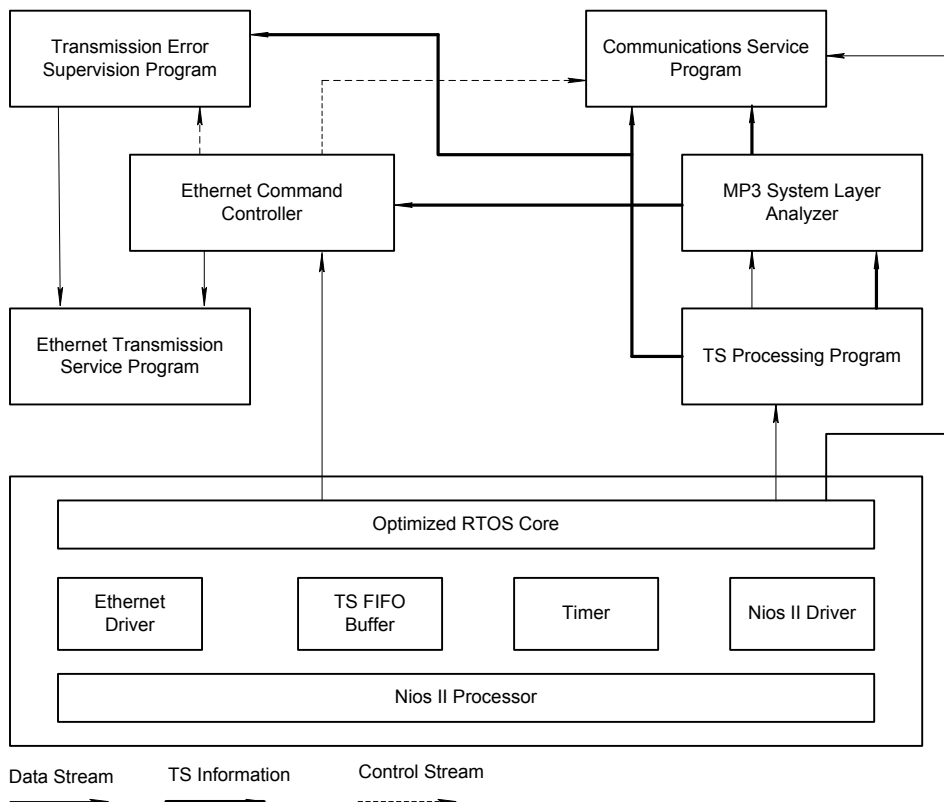 Transmission Error
Supervision Program
Communications Service
Program
Ethernet Command
Controller
MP3 System Layer
Analyzer
Ethernet Transmission
Service Program
TS Processing Program
Optimized RTOS Core
Ethernet
Driver
TS FIFO
Buffer
Timer
Nios II Driver
Nios II Processor
Data Stream
TS Information
Control Stream